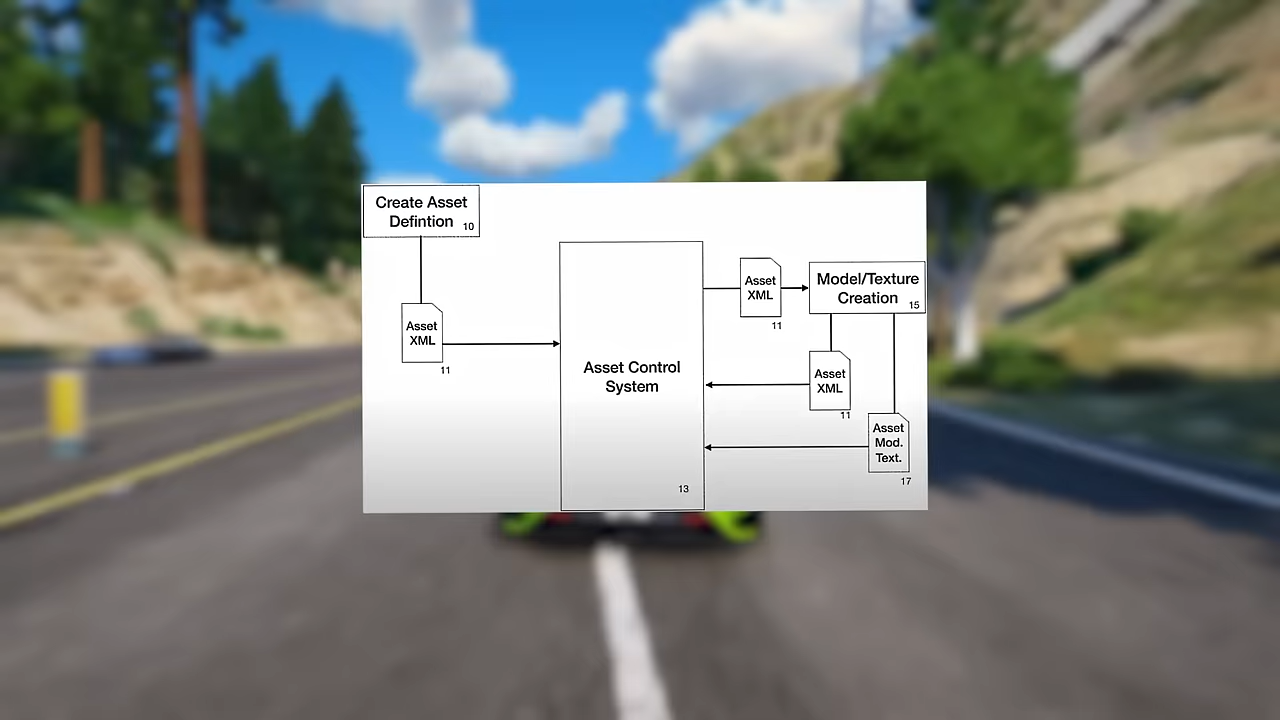 Create Asset
Defintion 10
Asset
XML
11
Asset Control
System
13
Asset
XML
11
Model/Texture
Creation 15
Asset
XML
11
Asset
Mod.
Text.
17